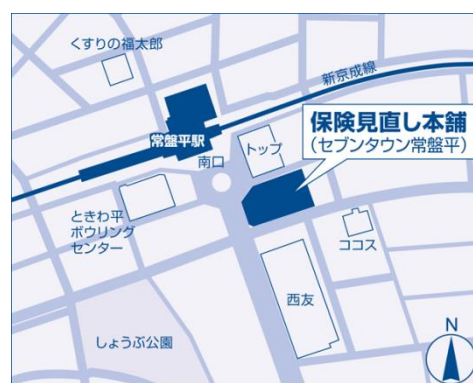 くすりの福太郎
新京成線
常盤平駅
保険見直し本舗
(セブンタウン常盤平)
トップ
南口
ときわ平
ボウリング
センター
ココス
西友
しょうぶ公園
N